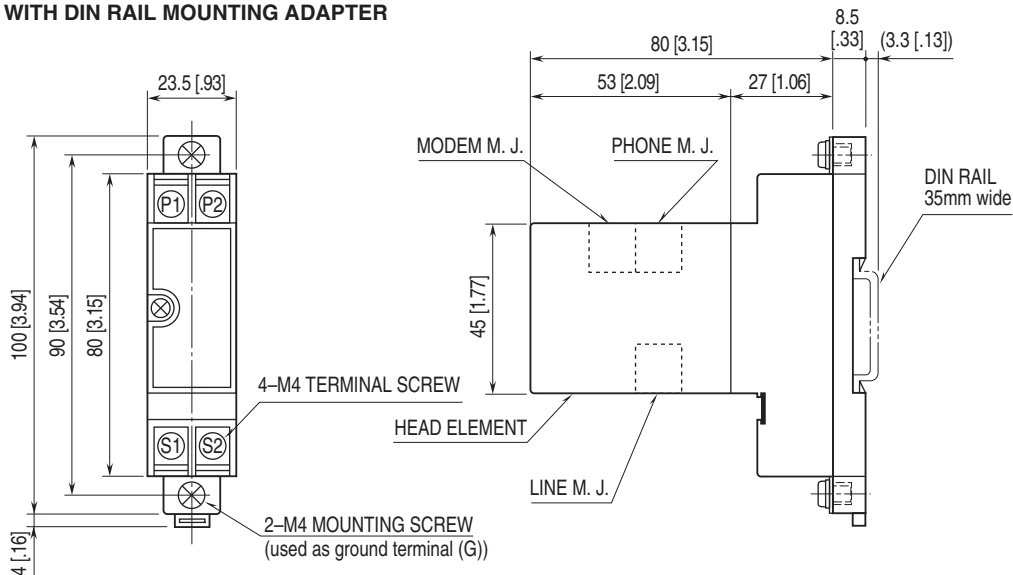 WITH DIN RAIL MOUNTING ADAPTER
23.5 [.93]
P1 P2
100 [3.94]
90 [3.54]
80 [3.15]
4–M4 TERMINAL SCREW
S1 S2
2–M4 MOUNTING SCREW
(used as ground terminal (G))
4 [.16]
8.5
[.33]
(3.3 [.13])
80 [3.15]
53 [2.09]
27 [1.06]
MODEM M. J.
PHONE M. J.
DIN RAIL
35mm wide
45 [1.77]
HEAD ELEMENT
LINE M. J.